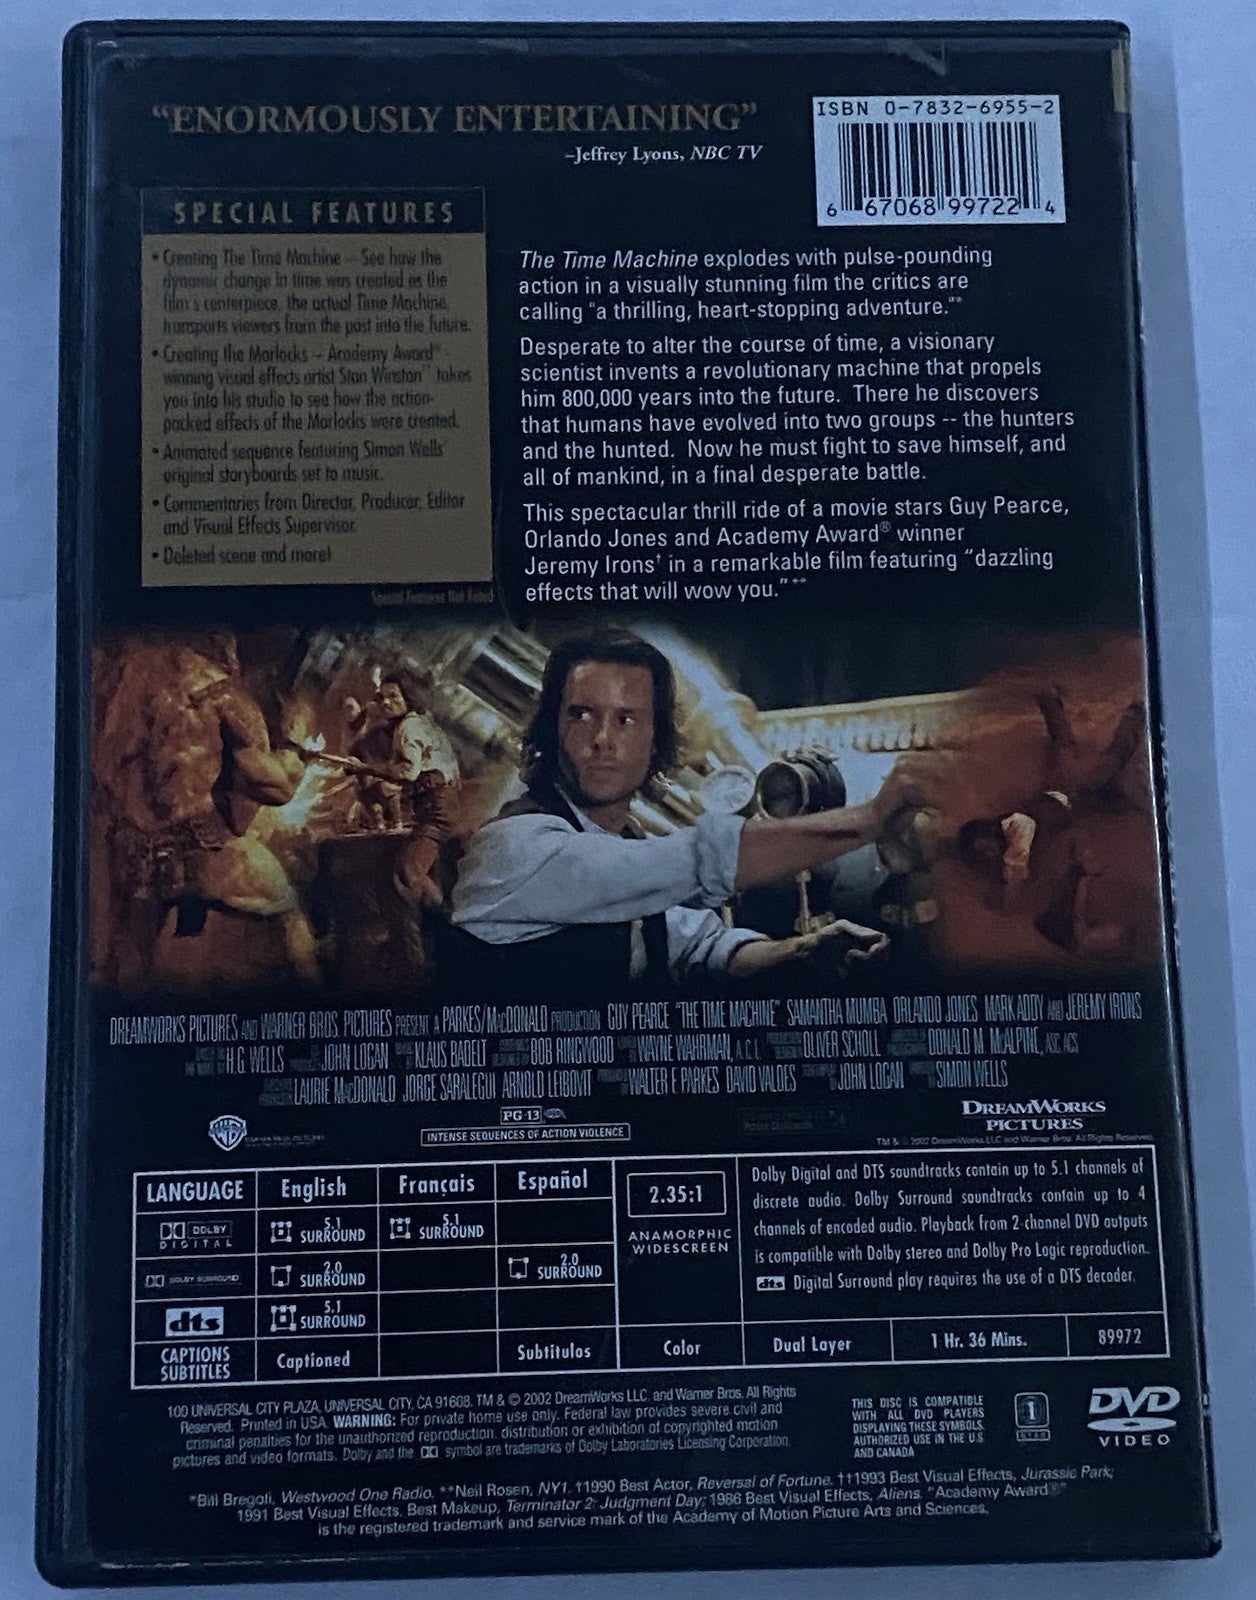 "ENORMOUSLY ENTERTAINING"
–Jeffrey Lyons, NBC TV
ISBN 0-7832-6955-2
6 67068 99722 4
SPECIAL FEATURES
• Creating The Time Machine – See how the
dynamic change in time was created as the
film's centerpiece, the actual Time Machine,
transports viewers from the past into the future.
• Creating the Morlocks – Academy Award®-
winning visual effects artist Stan Winston†† takes
you into his studio to see how the action-
packed effects of the Morlocks were created.
• Animated sequence featuring Simon Wells'
original storyboards set to music.
• Commentaries from Director, Producer, Editor
and Visual Effects Supervisor.
• Deleted scene and more!
Special Features Not Rated
The Time Machine explodes with pulse-pounding
action in a visually stunning film the critics are
calling "a thrilling, heart-stopping adventure."*
Desperate to alter the course of time, a visionary
scientist invents a revolutionary machine that propels
him 800,000 years into the future. There he discovers
that humans have evolved into two groups -- the hunters
and the hunted. Now he must fight to save himself, and
all of mankind, in a final desperate battle.
This spectacular thrill ride of a movie stars Guy Pearce,
Orlando Jones and Academy Award® winner
Jeremy Irons† in a remarkable film featuring "dazzling
effects that will wow you."**
DREAMWORKS PICTURES AND WARNER BROS. PICTURES PRESENT A PARKES/MACDONALD PRODUCTION GUY PEARCE "THE TIME MACHINE" SAMANTHA MUMBA ORLANDO JONES MARK ADDY AND JEREMY IRONS
H.G. WELLS JOHN LOGAN KLAUS BADELT BOB RINGWOOD WAYNE WAHRMAN, A.C.E. OLIVER SCHOLL DONALD M. McALPINE, ASC, ACS
LAURIE MACDONALD JORGE SARALEGUI ARNOLD LEIBOVIT WALTER F. PARKES DAVID VALDES JOHN LOGAN SIMON WELLS
PG-13
INTENSE SEQUENCES OF ACTION VIOLENCE
DREAMWORKS
PICTURES
TM & © 2002 DreamWorks LLC and Warner Bros. All Rights Reserved.
LANGUAGE English Français Español
DOLBY DIGITAL 5.1 SURROUND 5.1 SURROUND
DOLBY SURROUND 2.0 SURROUND 2.0 SURROUND
dts 5.1 SURROUND
CAPTIONS SUBTITLES Captioned Subtítulos
2.35:1
ANAMORPHIC
WIDESCREEN
Dolby Digital and DTS soundtracks contain up to 5.1 channels of
discrete audio. Dolby Surround soundtracks contain up to 4
channels of encoded audio. Playback from 2-channel DVD outputs
is compatible with Dolby stereo and Dolby Pro Logic reproduction.
dts Digital Surround play requires the use of a DTS decoder.
Color Dual Layer 1 Hr. 36 Mins. 89972
100 UNIVERSAL CITY PLAZA, UNIVERSAL CITY, CA 91608. TM & © 2002 DreamWorks LLC. and Warner Bros. All Rights
Reserved. Printed in USA. WARNING: For private home use only. Federal law provides severe civil and
criminal penalties for the unauthorized reproduction, distribution or exhibition of copyrighted motion
pictures and video formats. Dolby and the symbol are trademarks of Dolby Laboratories Licensing Corporation.
THIS DISC IS COMPATIBLE
WITH ALL DVD PLAYERS
DISPLAYING THESE SYMBOLS.
AUTHORIZED USE IN THE U.S.
AND CANADA
1
DVD
VIDEO
*Bill Bregoli, Westwood One Radio. **Neil Rosen, NY1. †1990 Best Actor, Reversal of Fortune. ††1993 Best Visual Effects, Jurassic Park;
1991 Best Visual Effects, Best Makeup, Terminator 2: Judgment Day; 1986 Best Visual Effects, Aliens. "Academy Award®"
is the registered trademark and service mark of the Academy of Motion Picture Arts and Sciences.